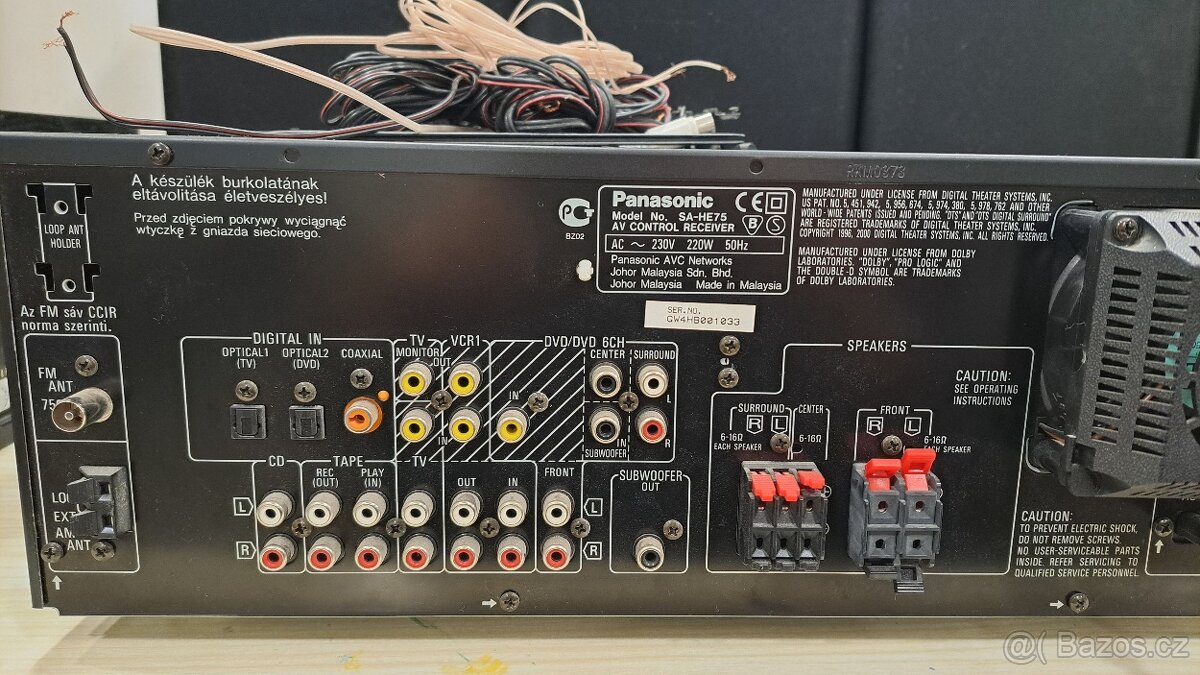 RKM0373
A készülék burkolatának
eltávolítása életveszélyes!
Przed zdjęciem pokrywy wyciągnąć
wtyczkę z gniazda sieciowego.
LOOP ANT
HOLDER
Az FM sáv CCIR
norma szerinti.
BZ02
Panasonic
Model No. SA-HE75
AV CONTROL RECEIVER
CE
B
S
AC ~ 230V 220W 50Hz
Panasonic AVC Networks
Johor Malaysia Sdn. Bhd.
Johor Malaysia Made in Malaysia
MANUFACTURED UNDER LICENSE FROM DIGITAL THEATER SYSTEMS, INC.
US PAT. NO. 5, 451, 942, 5, 956, 674, 5, 974, 380, 5, 978, 762 AND OTHER
WORLD- WIDE PATENTS ISSUED AND PENDING. "DTS" AND "DTS DIGITAL SURROUND"
ARE REGISTERED TRADEMARKS OF DIGITAL THEATER SYSTEMS, INC.
COPYRIGHT 1996, 2000 DIGITAL THEATER SYSTEMS, INC. ALL RIGHTS RESERVED.
MANUFACTURED UNDER LICENSE FROM DOLBY
LABORATORIES. "DOLBY", "PRO LOGIC" AND
THE DOUBLE-D SYMBOL ARE TRADEMARKS
OF DOLBY LABORATORIES.
SER.NO.
GW4HB001033
FM
ANT
LOO
EXT
ANT
DIGITAL IN
OPTICAL1
(TV)
OPTICAL2
(DVD)
COAXIAL
TV
MONITOR
OUT
VCR1
IN
DVD/DVD 6CH
IN
CENTER
SURROUND
L
R
IN
SUBWOOFER
CD
TAPE
REC
(OUT)
PLAY
(IN)
TV
OUT
IN
FRONT
L
L
R
R
SUBWOOFER
OUT
SPEAKERS
SURROUND
R
L
6-16Ω
EACH SPEAKER
CENTER
6-16Ω
FRONT
R
L
6-16Ω
EACH SPEAKER
CAUTION:
SEE OPERATING
INSTRUCTIONS
CAUTION:
TO PREVENT ELECTRIC SHOCK,
DO NOT REMOVE SCREWS.
NO USER-SERVICEABLE PARTS
INSIDE. REFER SERVICING TO
QUALIFIED SERVICE PERSONNEL.
@ Bazoš.cz